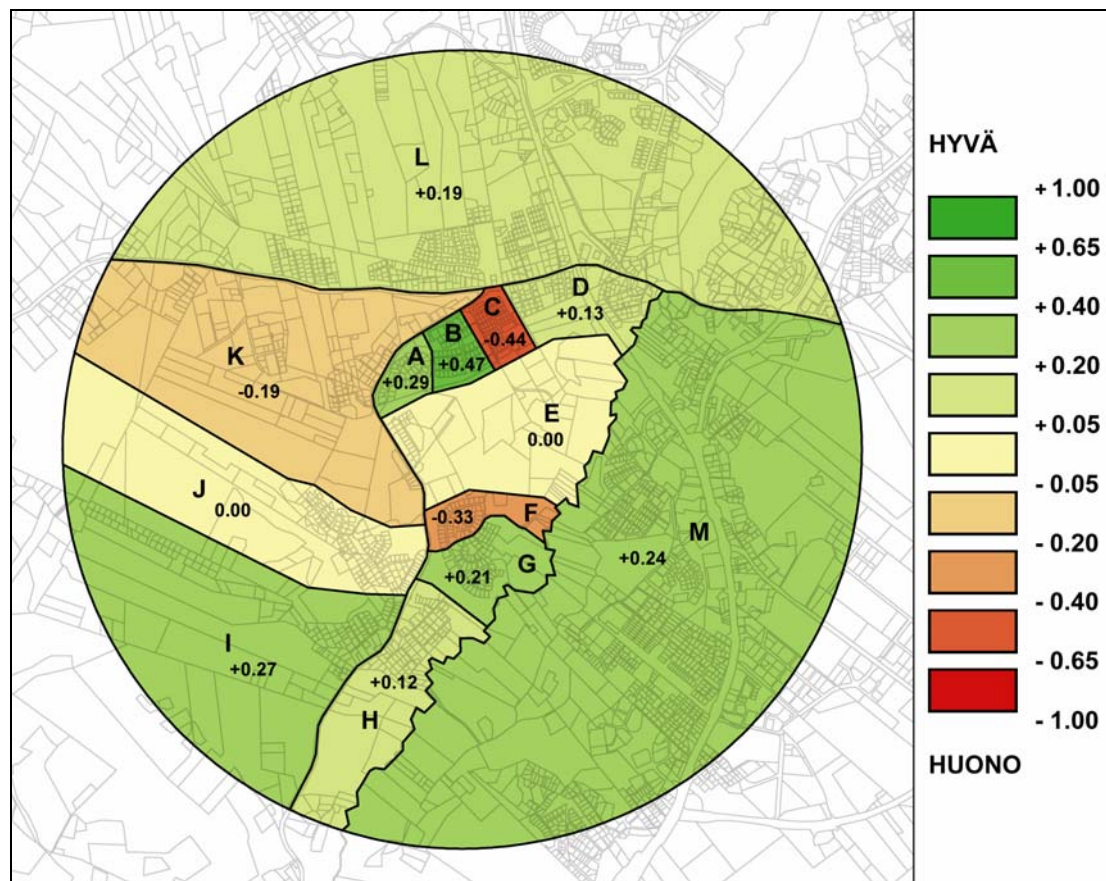 L
+0.19
D
+0.13
C
-0.44
B
+0.47
A
+0.29
K
-0.19
E
0.00
J
0.00
-0.33
F
M
+0.24
+0.21
G
I
+0.27
+0.12
H
HYVÄ
+ 1.00
+ 0.65
+ 0.40
+ 0.20
+ 0.05
- 0.05
- 0.20
- 0.40
- 0.65
- 1.00
HUONO